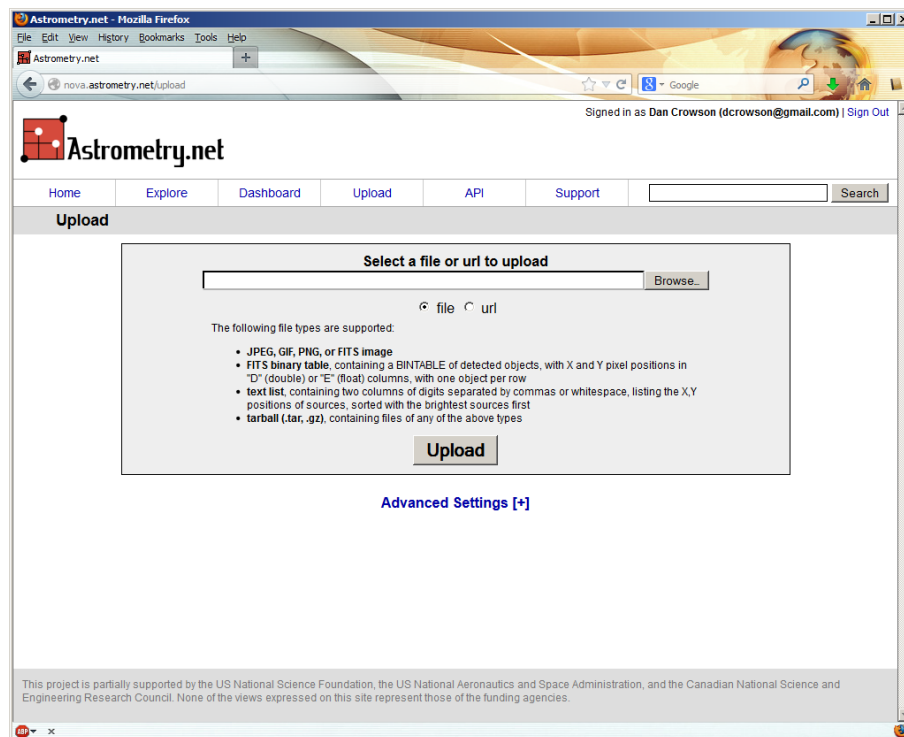 Astrometry.net - Mozilla Firefox
File Edit View History Bookmarks Tools Help
Astrometry.net +
nova.astrometry.net/upload
Google
Signed in as Dan Crowson (dcrowson@gmail.com) | Sign Out
Astrometry.net
Home Explore Dashboard Upload API Support Search
Upload
Select a file or url to upload
Browse_
file url
The following file types are supported:
• JPEG, GIF, PNG, or FITS image
• FITS binary table, containing a BINTABLE of detected objects, with X and Y pixel positions in
"D" (double) or "E" (float) columns, with one object per row
• text list, containing two columns of digits separated by commas or whitespace, listing the X,Y
positions of sources, sorted with the brightest sources first
• tarball (.tar, .gz), containing files of any of the above types
Upload
Advanced Settings [+]
This project is partially supported by the US National Science Foundation, the US National Aeronautics and Space Administration, and the Canadian National Science and
Engineering Research Council. None of the views expressed on this site represent those of the funding agencies.
ABP x